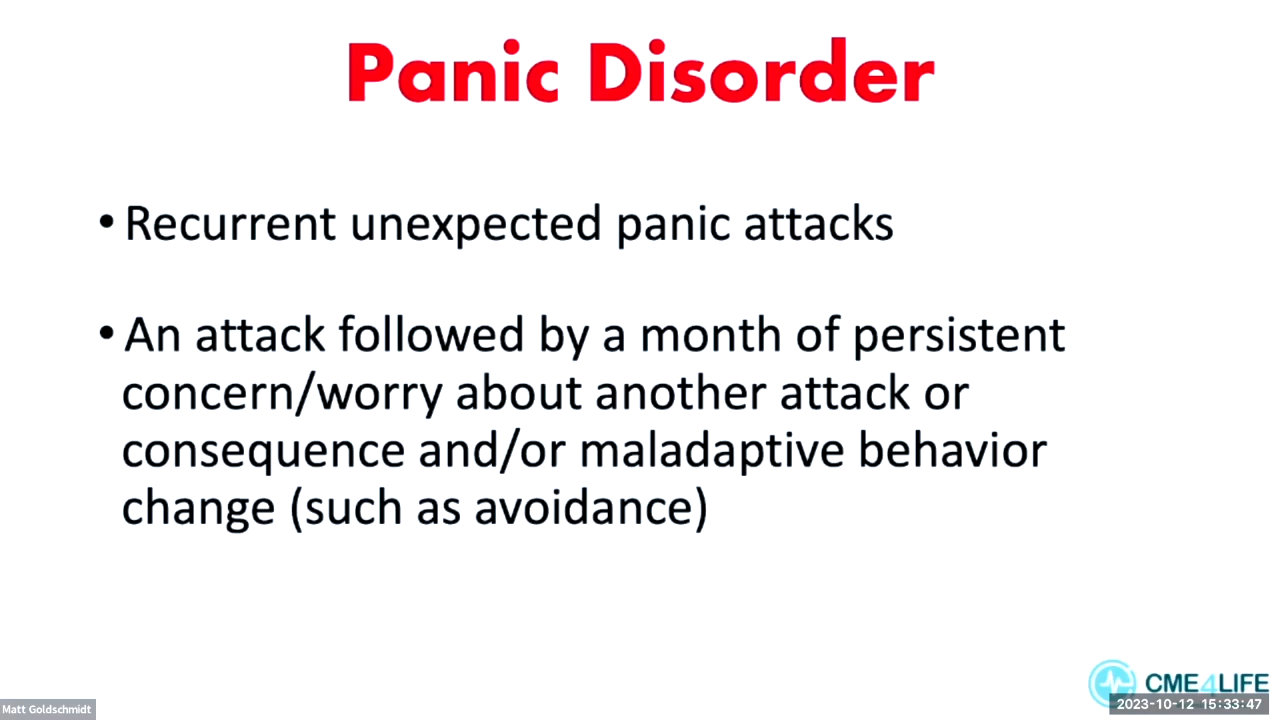 Panic Disorder
• Recurrent unexpected panic attacks
• An attack followed by a month of persistent
concern/worry about another attack or
consequence and/or maladaptive behavior
change (such as avoidance)
CME4LIFE
Matt Goldschmidt
2023-10-12 15:33:47